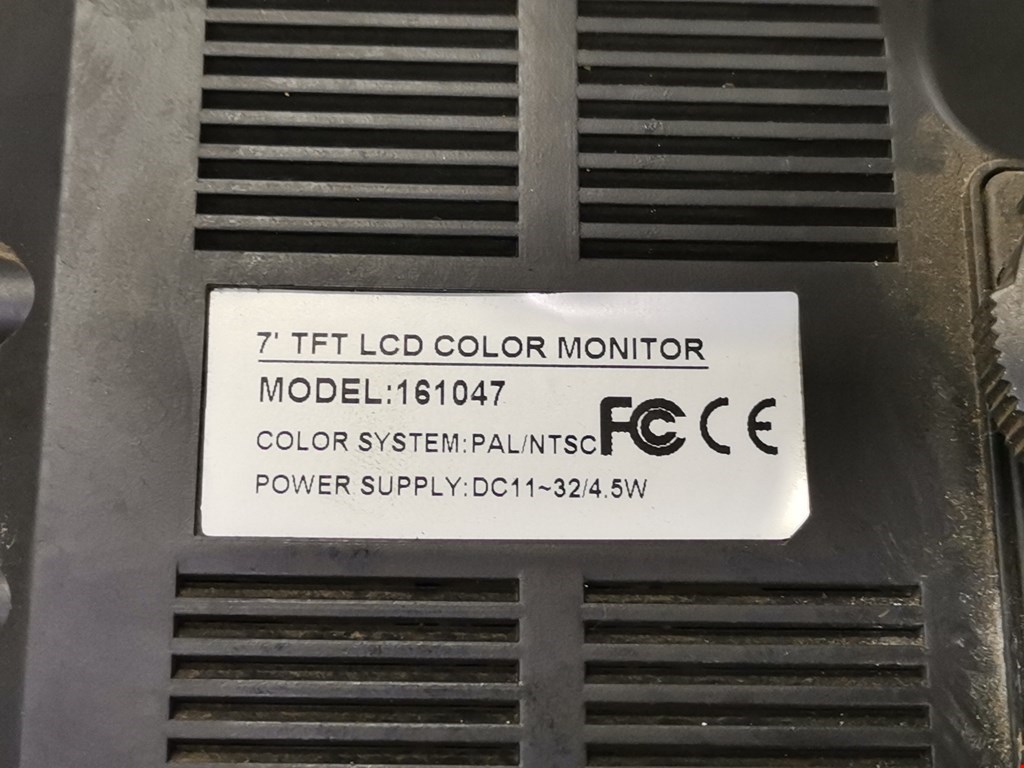 7' TFT LCD COLOR MONITOR
MODEL:161047
COLOR SYSTEM:PAL/NTSC FC CE
POWER SUPPLY:DC11~32/4.5W